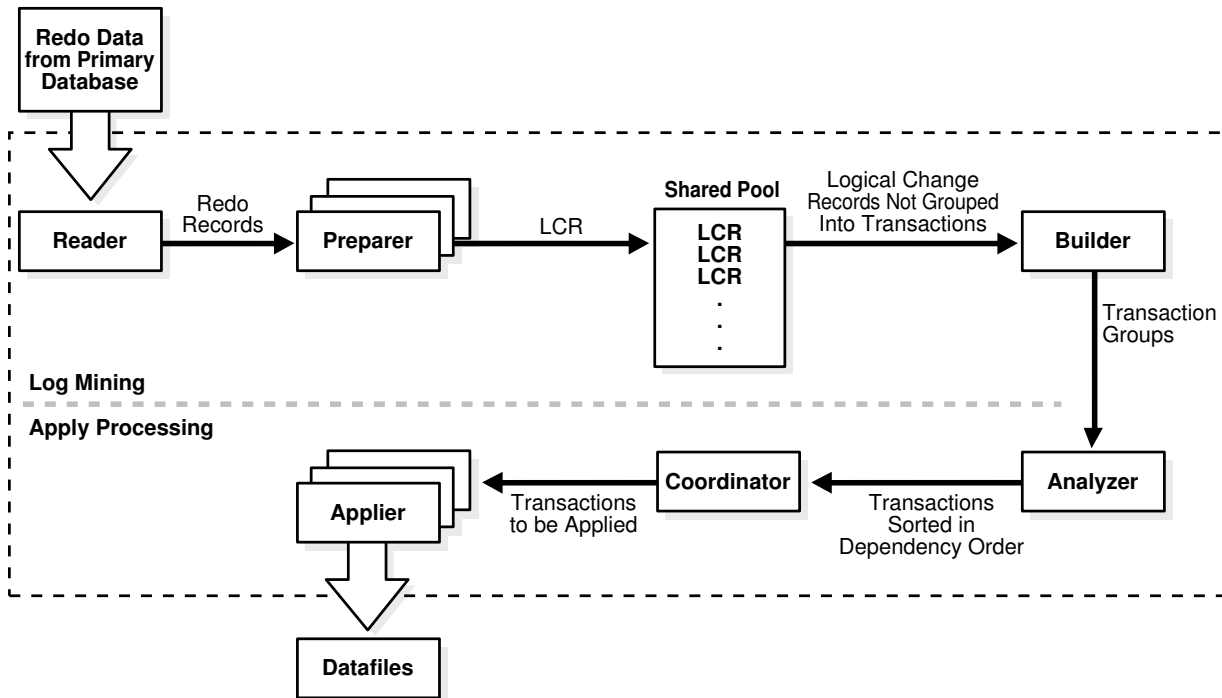 Redo Data
from Primary
Database
Reader
Redo
Records
Preparer
LCR
Shared Pool
LCR
LCR
LCR
.
.
.
Logical Change
Records Not Grouped
Into Transactions
Builder
Transaction
Groups
Log Mining
Apply Processing
Analyzer
Transactions
Sorted in
Dependency Order
Coordinator
Transactions
to be Applied
Applier
Datafiles